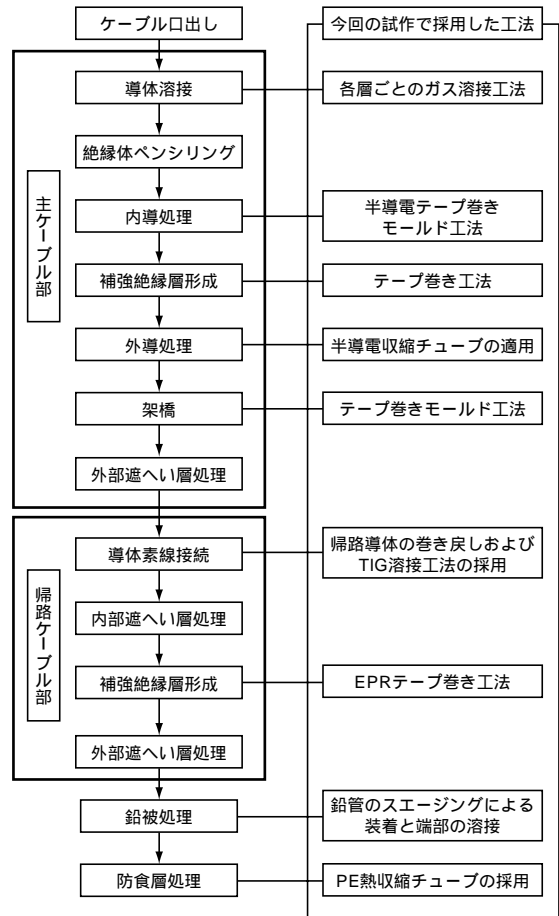 ケーブル口出し
今回の試作で採用した工法
主ケーブル部
導体溶接
各層ごとのガス溶接工法
絶縁体ペンシリング
内導処理
半導電テープ巻き
モールド工法
補強絶縁層形成
テープ巻き工法
外導処理
半導電収縮チューブの適用
架橋
テープ巻きモールド工法
外部遮へい層処理
帰路ケーブル部
導体素線接続
帰路導体の巻き戻しおよび
TIG溶接工法の採用
内部遮へい層処理
補強絶縁層形成
EPRテープ巻き工法
外部遮へい層処理
鉛被処理
鉛管のスエージングによる
装着と端部の溶接
防食層処理
PE熱収縮チューブの採用